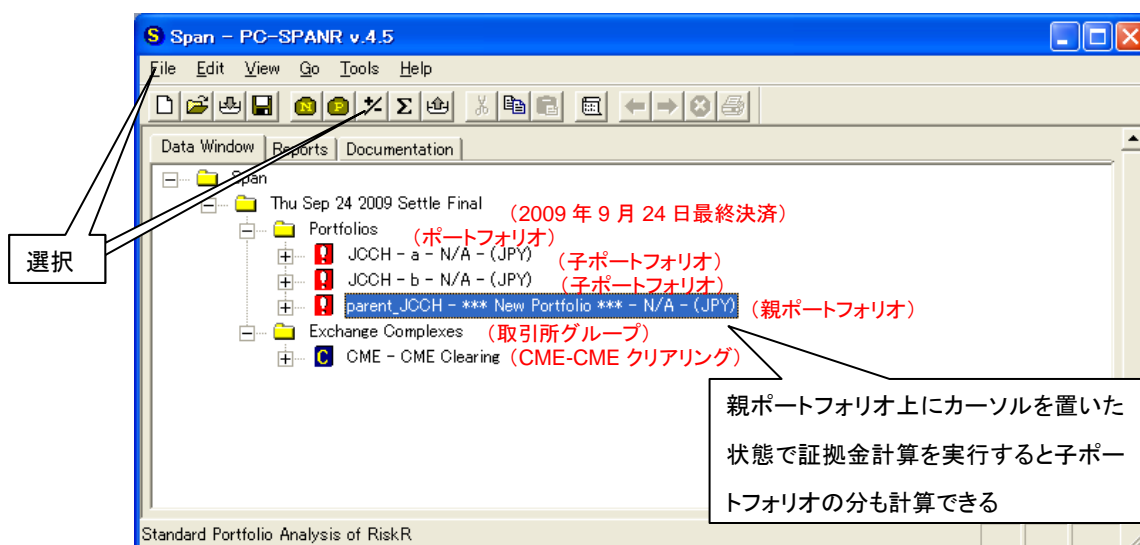 Span - PC-SPANR v.4.5
File Edit View Go Tools Help
N P Σ
Data Window Reports Documentation
Span
Thu Sep 24 2009 Settle Final (2009 年 9 月 24 日最終決済)
Portfolios (ポートフォリオ)
JCCH - a - N/A - (JPY) (子ポートフォリオ)
JCCH - b - N/A - (JPY) (子ポートフォリオ)
parent_JCCH - *** New Portfolio *** - N/A - (JPY) (親ポートフォリオ)
Exchange Complexes (取引所グループ)
C CME - CME Clearing (CME-CME クリアリング)
選択
親ポートフォリオ上にカーソルを置いた
状態で証拠金計算を実行すると子ポー
トフォリオの分も計算できる
Standard Portfolio Analysis of RiskR